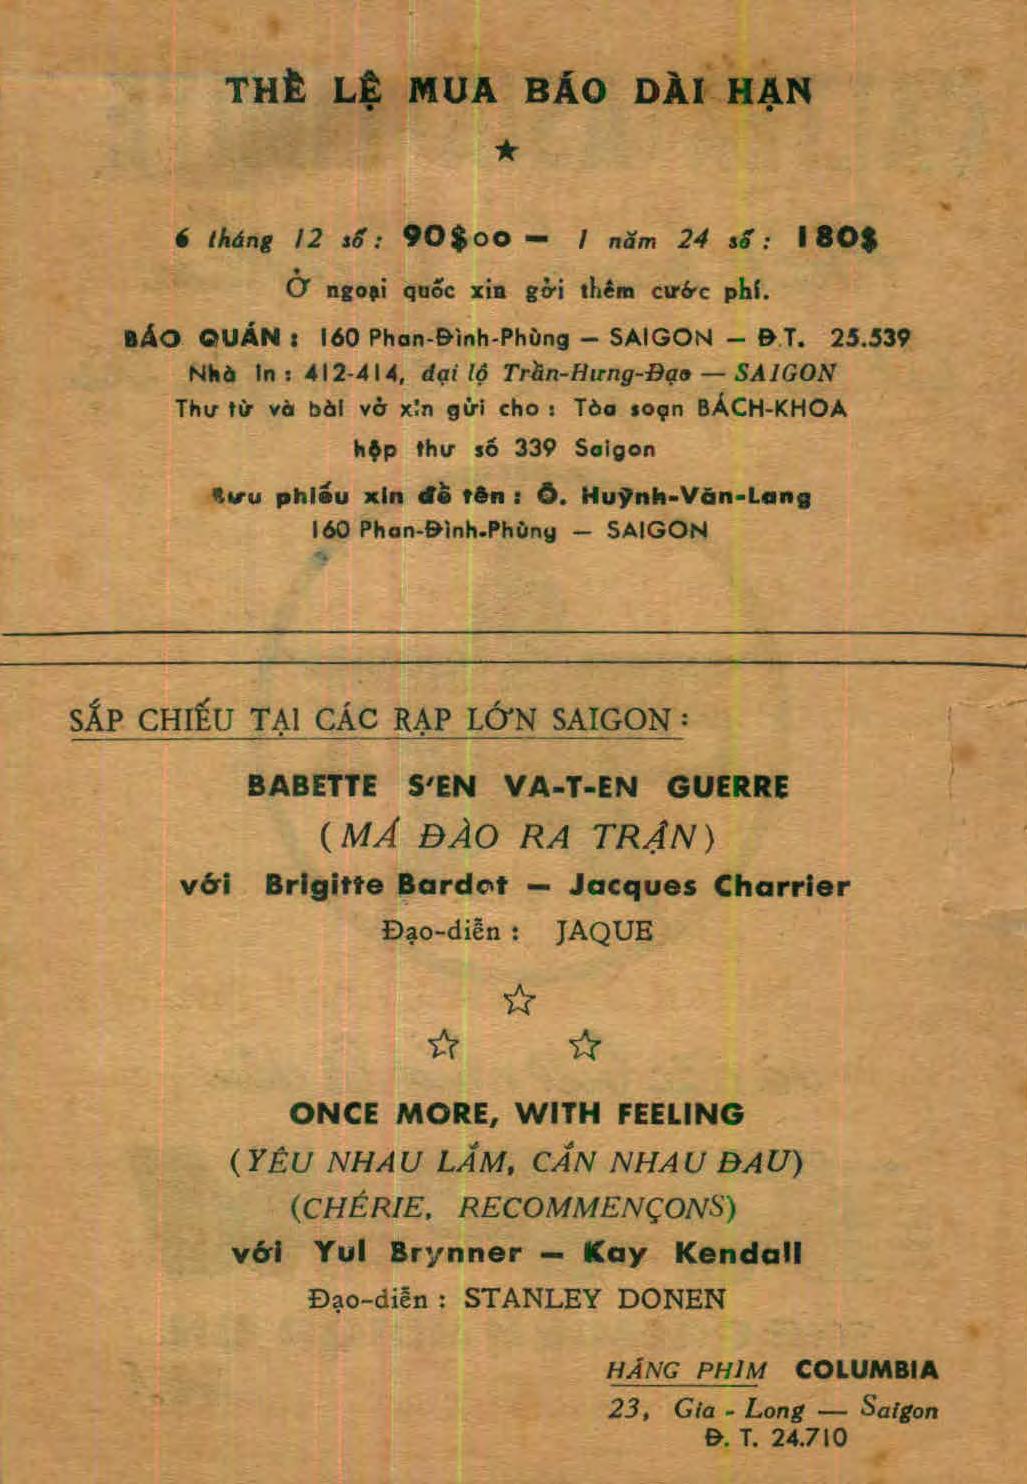 THỂ LỆ MUA BÁO DÀI HẠN
6 tháng 12 số : 90$00 — 1 năm 24 số : 180$
Ở ngoại quốc xin gởi thêm cước phí.
BÁO QUÁN : 160 Phan-Đình-Phùng — SAIGON — Đ.T. 25.539
Nhà in : 412-414, đại lộ Trần-Hưng-Đạo — SAIGON
Thư từ và bài vở xin gửi cho : Tòa soạn BÁCH-KHOA
hộp thư số 339 Saigon
Bưu phiếu xin đề tên : Ô. Huỳnh-Văn-Lang
160 Phan-Đình-Phùng — SAIGON
SẮP CHIẾU TẠI CÁC RẠP LỚN SAIGON :
BABETTE S'EN VA-T-EN GUERRE
(MÁ ĐÀO RA TRẬN)
với Brigitte Bardot — Jacques Charrier
Đạo-diễn : JAQUE
ONCE MORE, WITH FEELING
(YÊU NHAU LẮM, CẮN NHAU ĐAU)
(CHÉRIE, RECOMMENÇONS)
với Yul Brynner — Kay Kendall
Đạo-diễn : STANLEY DONEN
HÃNG PHIM COLUMBIA
23, Gia - Long — Saigon
Đ. T. 24.710